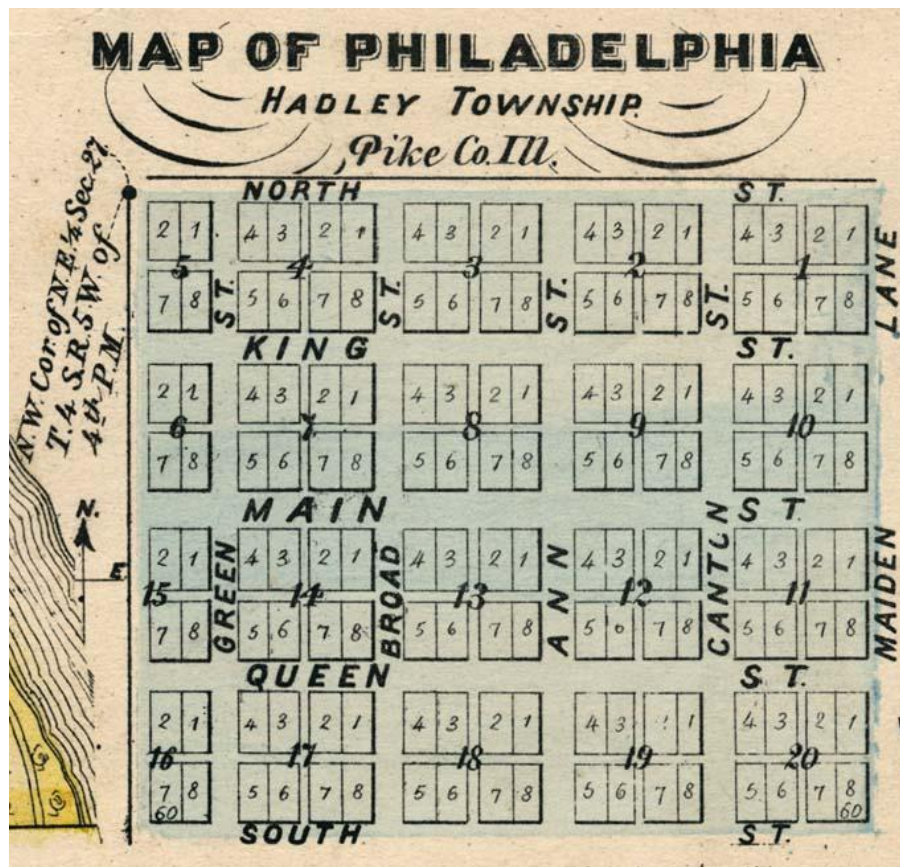 MAP OF PHILADELPHIA
HADLEY TOWNSHIP.
Pike Co. Ill.
N.W. Cor. of N.E. ¼ Sec. 27
T. 4. S. R. 5. W. of
4th P.M.
NORTH ST.
2 1 4 3 2 1 4 3 2 1 4 3 2 1 4 3 2 1
5 4 3 2 1
7 8 5 6 7 8 5 6 7 8 5 6 7 8 5 6 7 8
ST. ST. ST. ST. LANE
KING ST.
2 1 4 3 2 1 4 3 2 1 4 3 2 1 4 3 2 1
6 7 8 9 10
7 8 5 6 7 8 5 6 7 8 5 6 7 8 5 6 7 8
N.
E
MAIN ST.
2 1 4 3 2 1 4 3 2 1 4 3 2 1 4 3 2 1
15 14 13 12 11
7 8 5 6 7 8 5 6 7 8 5 6 7 8 5 6 7 8
GREEN BROAD ANN CANTON MAIDEN
QUEEN ST.
2 1 4 3 2 1 4 3 2 1 4 3 1 4 3 2 1
16 17 18 19 20
7 8 5 6 7 8 5 6 7 8 5 6 7 8 5 6 7 8
60 60
SOUTH ST.